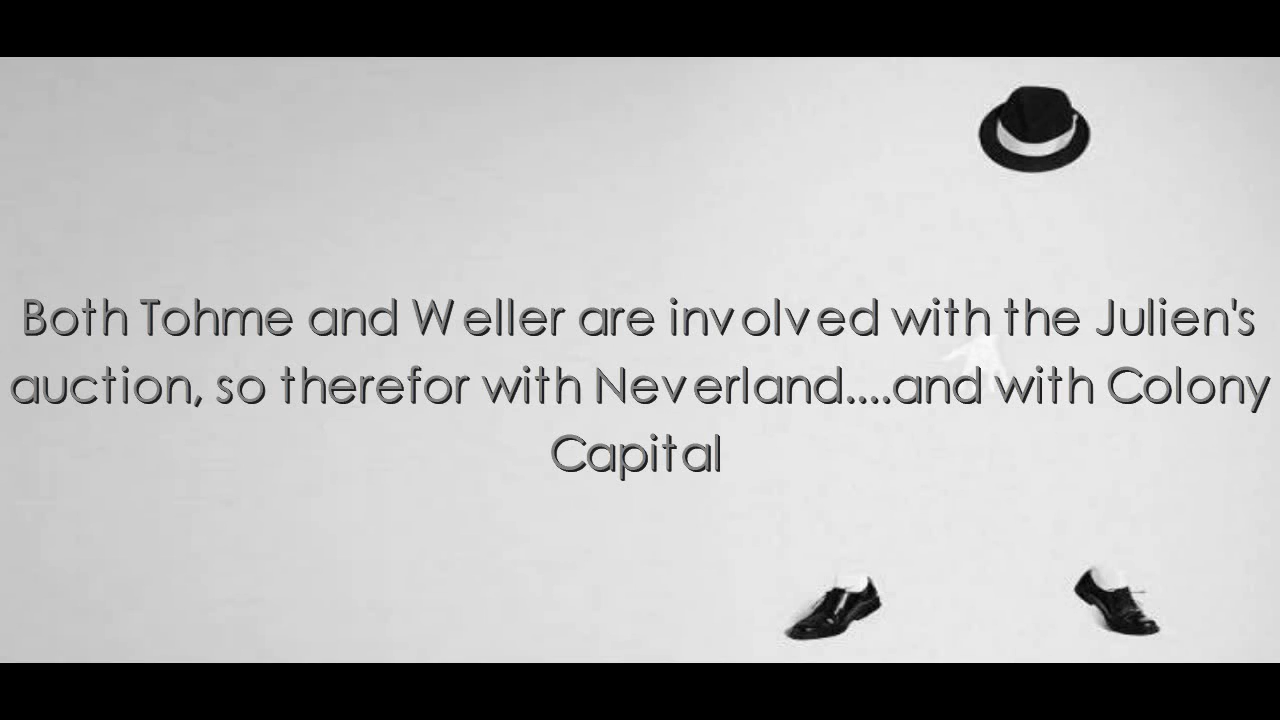 Both Tohme and Weller are involved with the Julien's
auction, so therefor with Neverland....and with Colony
Capital